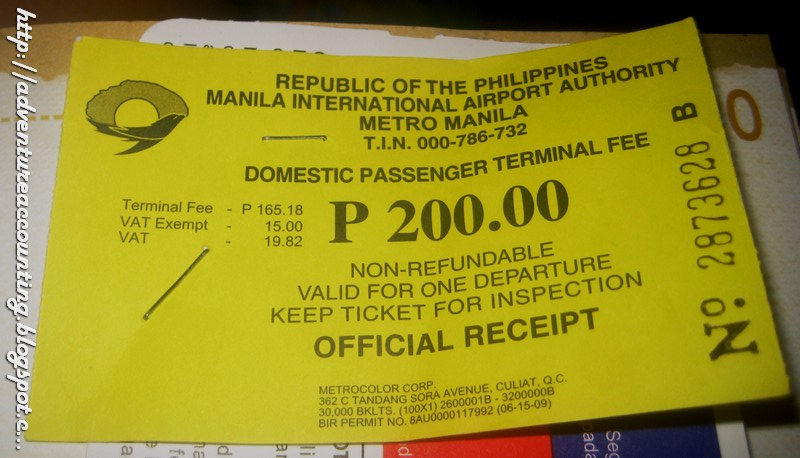 REPUBLIC OF THE PHILIPPINES
MANILA INTERNATIONAL AIRPORT AUTHORITY
METRO MANILA
T.I.N. 000-786-732
DOMESTIC PASSENGER TERMINAL FEE
Terminal Fee - P 165.18
VAT Exempt - 15.00
VAT - 19.82
P 200.00
NON-REFUNDABLE
VALID FOR ONE DEPARTURE
KEEP TICKET FOR INSPECTION
OFFICIAL RECEIPT
METROCOLOR CORP.
362 C TANDANG SORA AVENUE, CULIAT, Q.C.
30,000 BKLTS. (100X1) 2600001B - 3200000B
BIR PERMIT NO. 8AU0000117992 (06-15-09)
No. 2873628 B
http://adventureaccounting.blogspot.c...